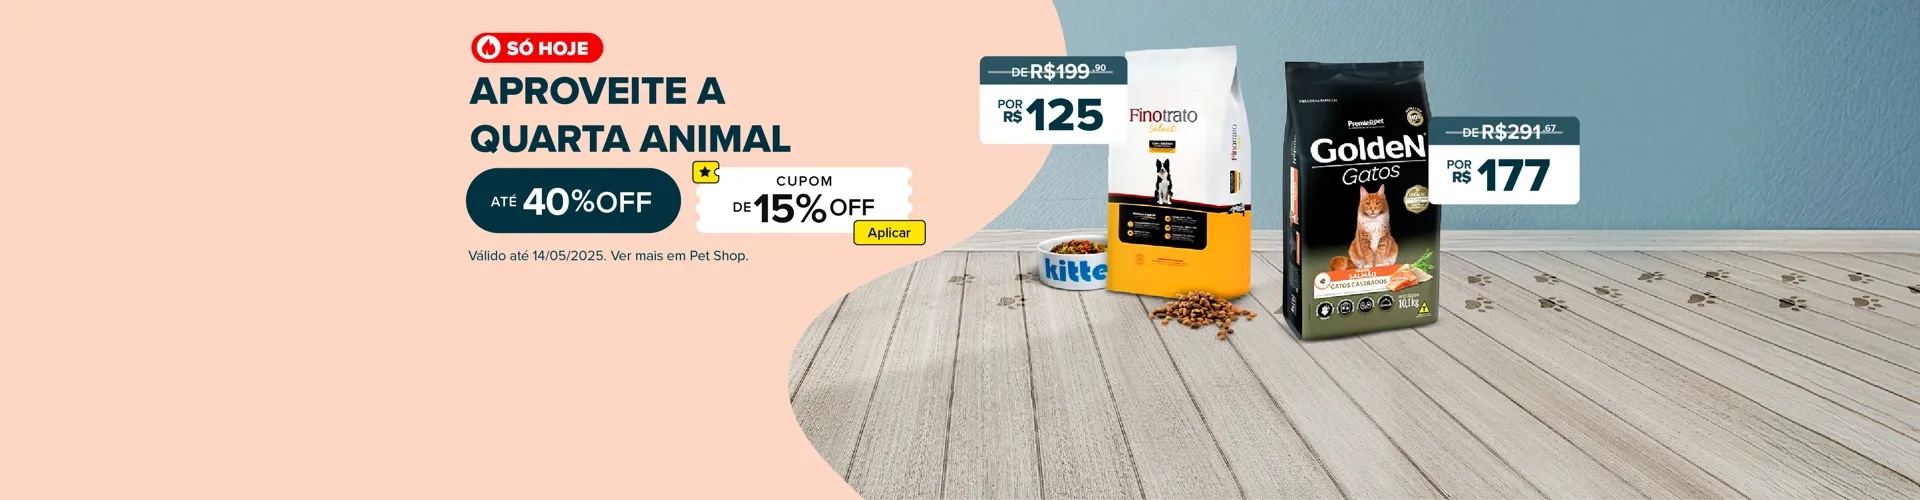 SÓ HOJE
APROVEITE A
QUARTA ANIMAL
ATÉ 40%OFF
CUPOM
DE 15%OFF
Aplicar
Válido até 14/05/2025. Ver mais em Pet Shop.
DE R$199,90
POR R$ 125
Finotrato
Select
Finotrato
kitte
DE R$291,67
POR R$ 177
PremieRpet
GoldeN
Gatos
SALMÃO
GATOS CASTRADOS
10,1kg